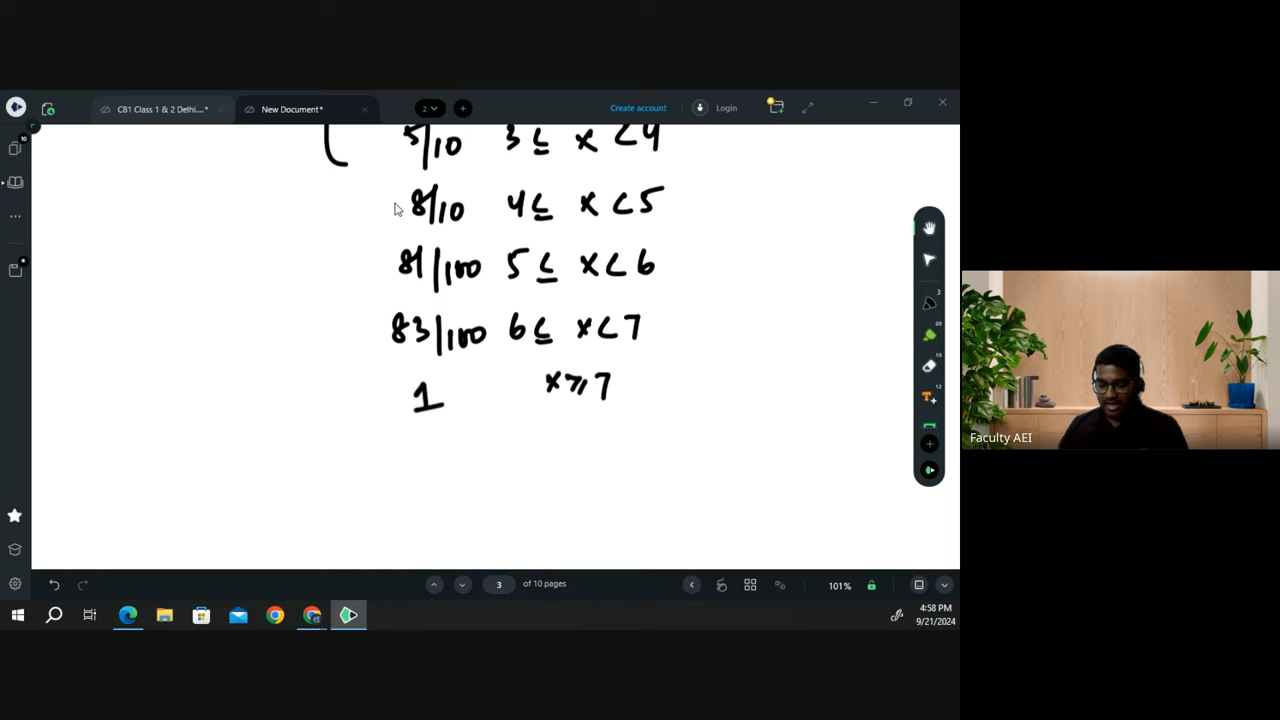 CB1 Class 1 & 2 Delhi....*
New Document*
2
Create account
Login
5/10 3 ≤ x < 4
8/10 4 ≤ x < 5
81/100 5 ≤ x < 6
83/100 6 ≤ x < 7
1 x ⩾ 7
Faculty AEI
3 of 10 pages
101%
4:58 PM
9/21/2024